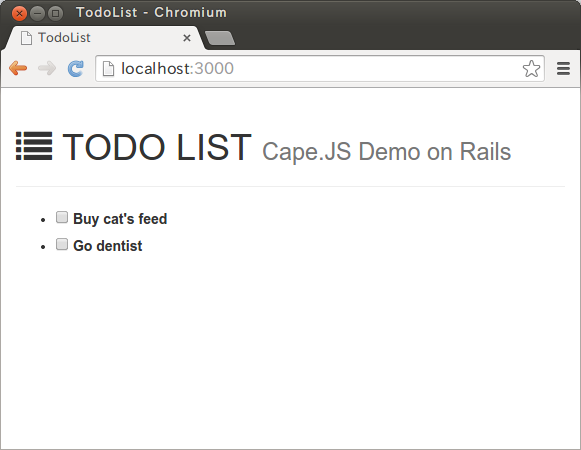 TodoList - Chromium
TodoList
localhost:3000
TODO LIST Cape.JS Demo on Rails
Buy cat's feed
Go dentist